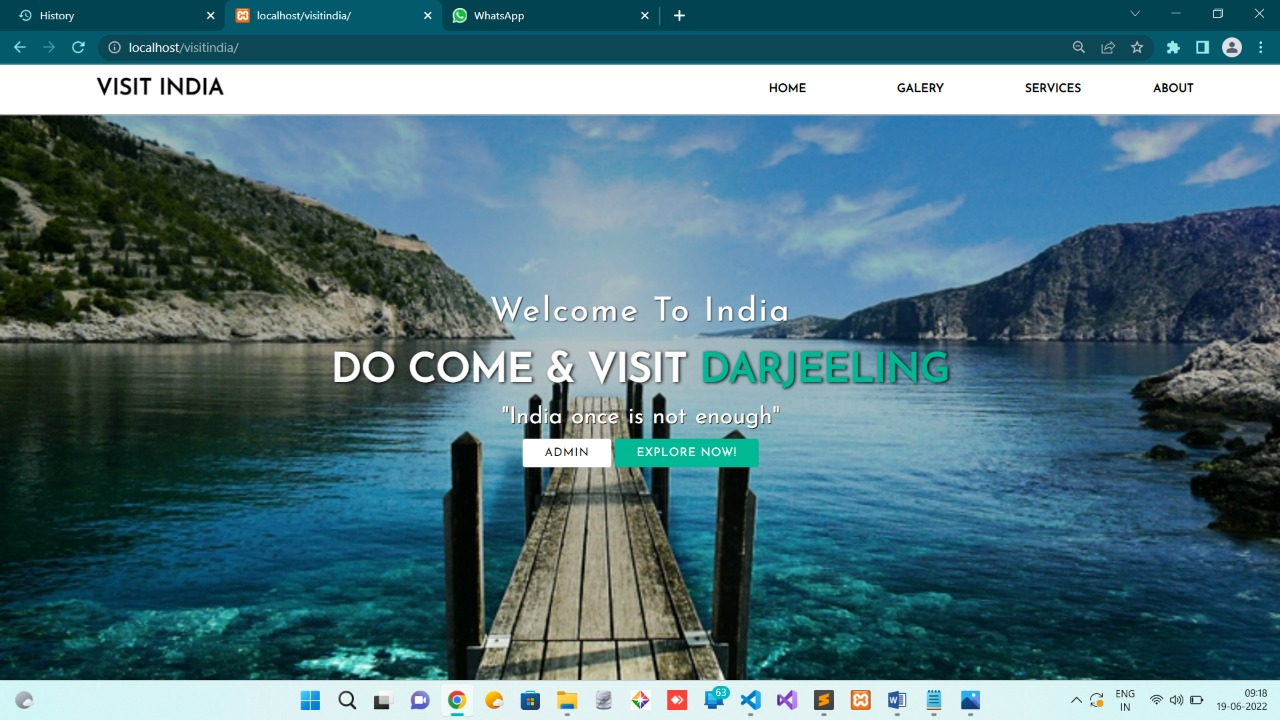 History
localhost/visitindia/
WhatsApp
localhost/visitindia/
VISIT INDIA
HOME
GALERY
SERVICES
ABOUT
Welcome To India
DO COME & VISIT DARJEELING
"India once is not enough"
ADMIN
EXPLORE NOW!
63
ENG
IN
09:18
19-06-2022